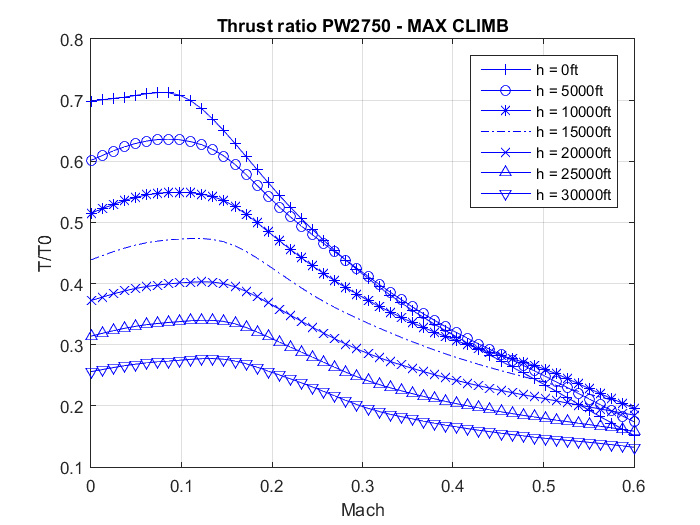 Thrust ratio PW2750 - MAX CLIMB
0.8
0.7
0.6
0.5
0.4
0.3
0.2
0.1
T/T0
h = 0ft
h = 5000ft
h = 10000ft
h = 15000ft
h = 20000ft
h = 25000ft
h = 30000ft
0 0.1 0.2 0.3 0.4 0.5 0.6
Mach